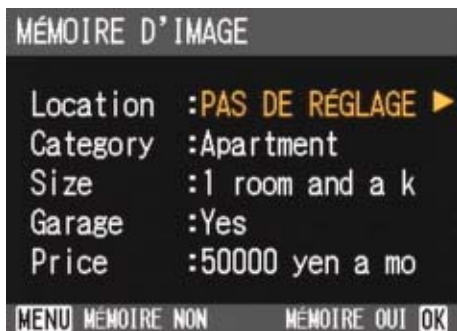 MÉMOIRE D'IMAGE
Location :PAS DE RÉGLAGE ▶
Category :Apartment
Size :1 room and a k
Garage :Yes
Price :50000 yen a mo
MENU MÉMOIRE NON MÉMOIRE OUI OK